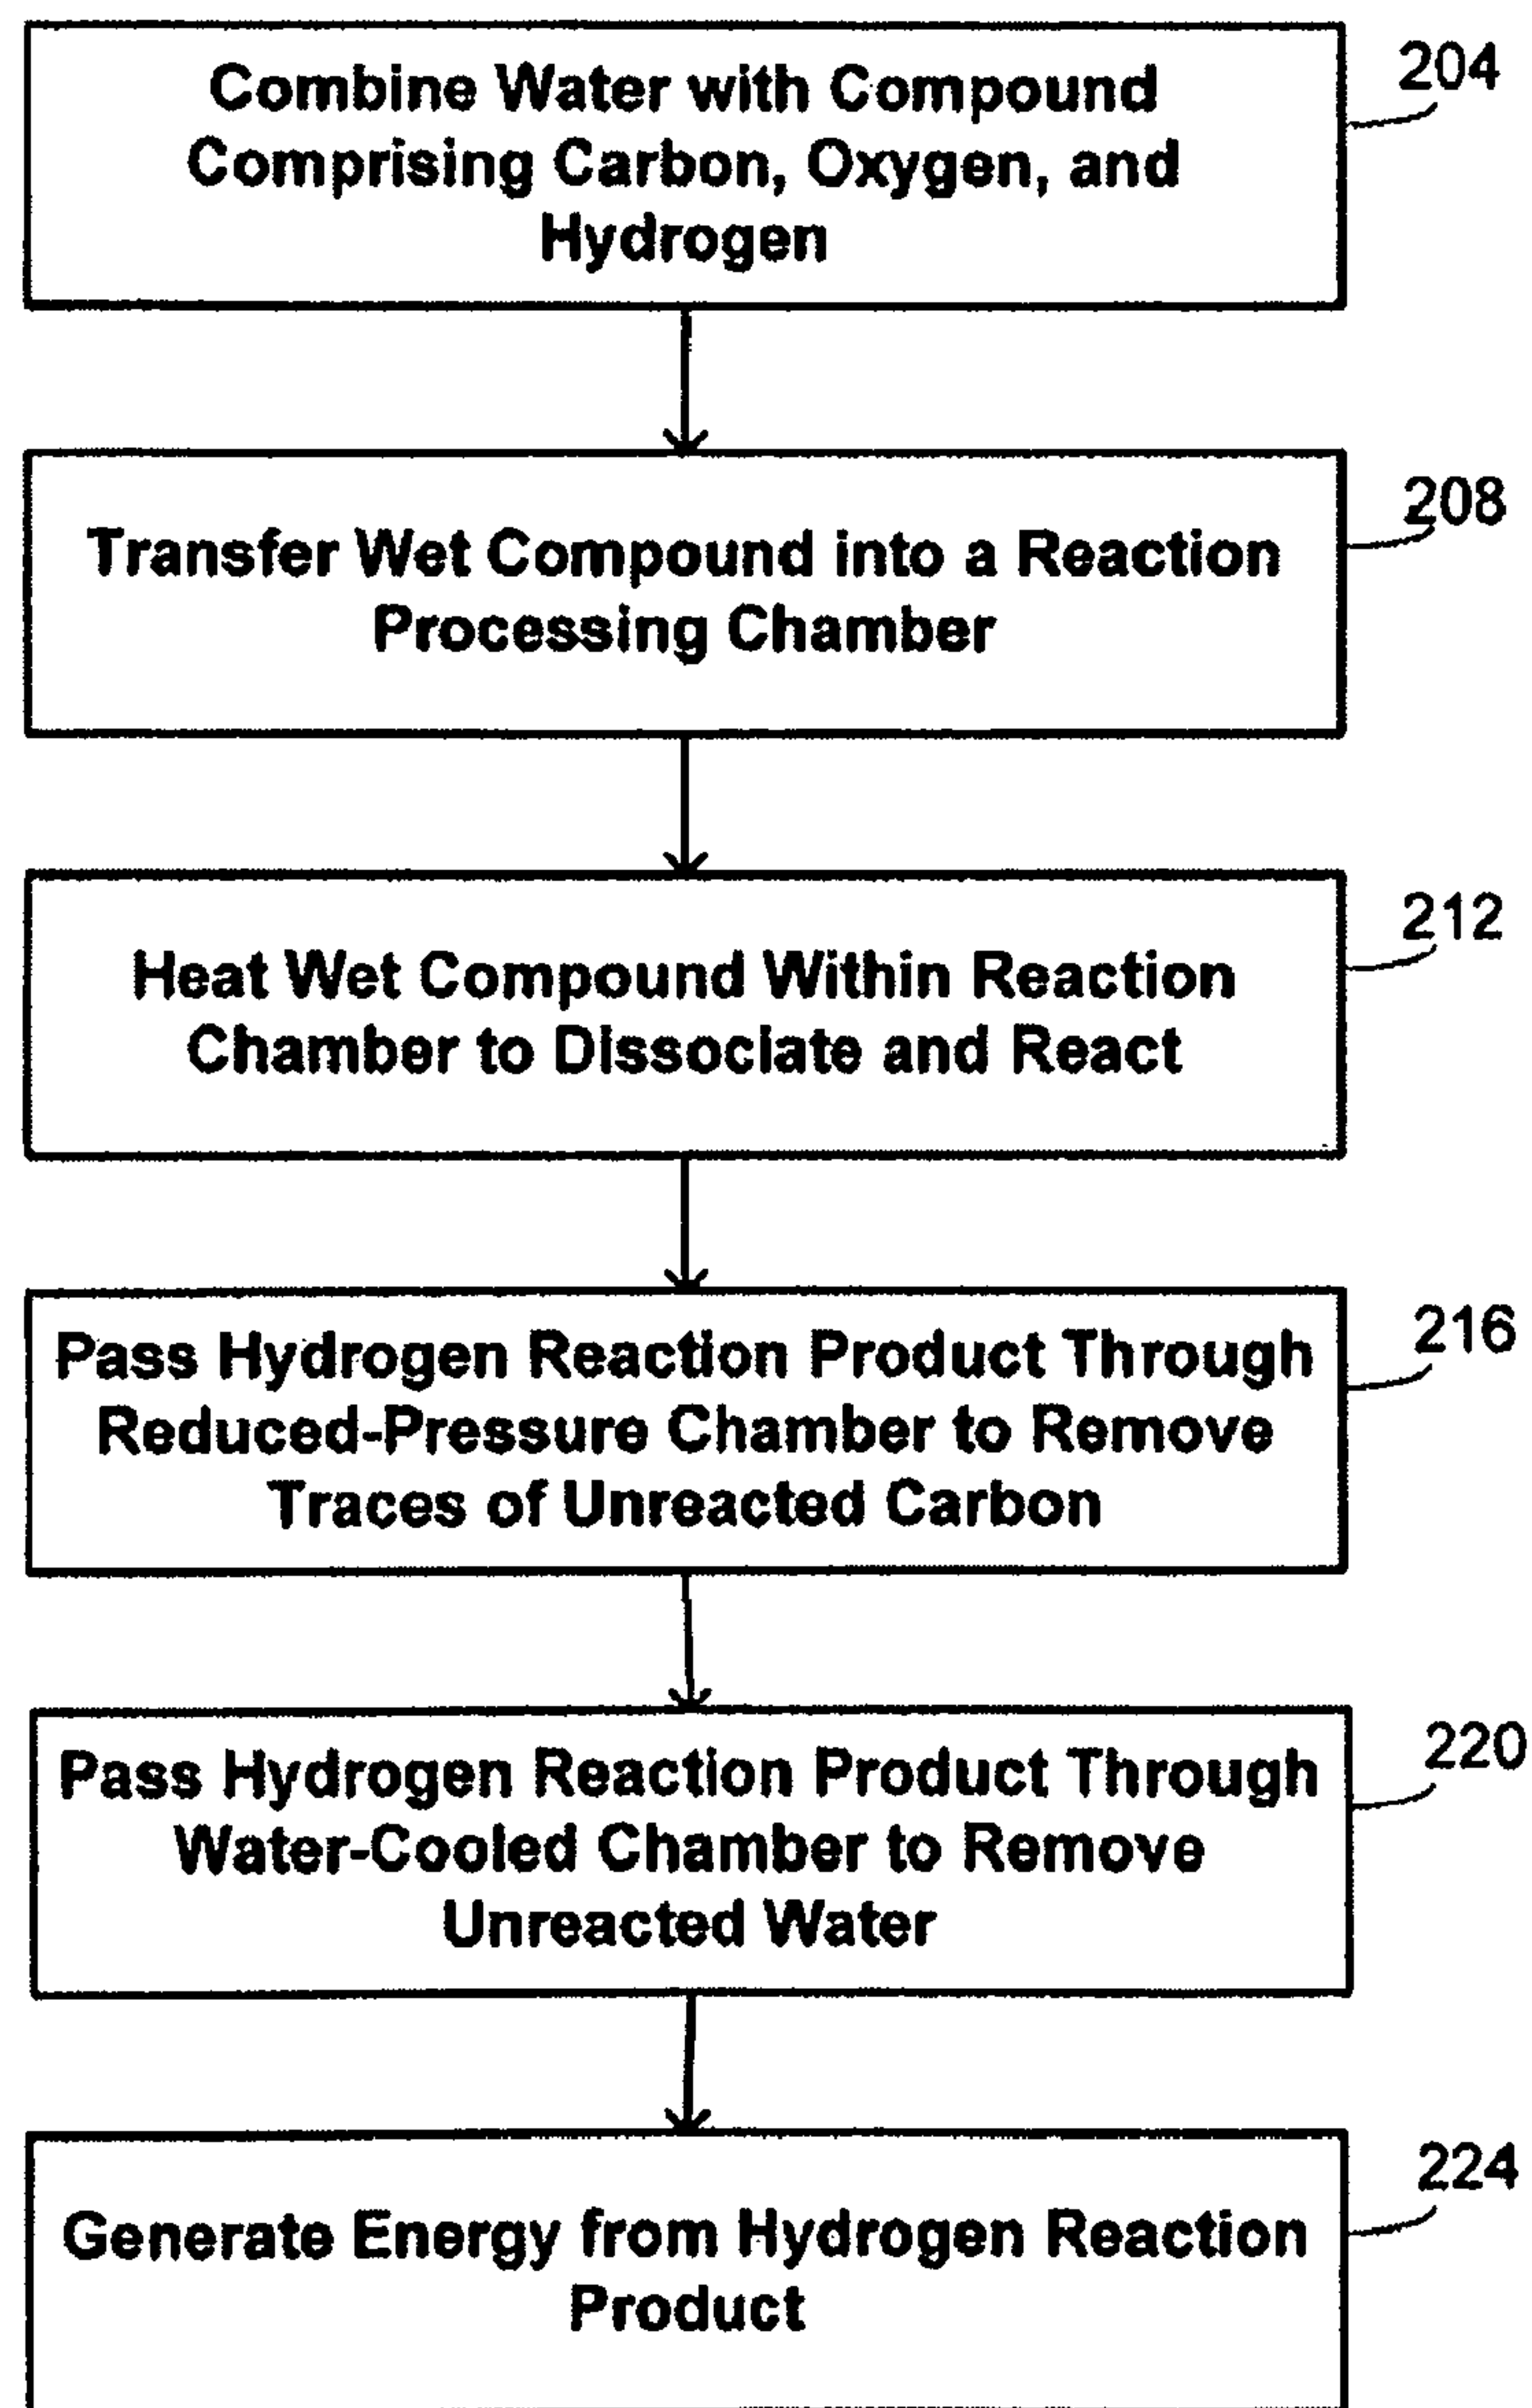 Combine Water with Compound
Comprising Carbon, Oxygen, and
Hydrogen
204
Transfer Wet Compound into a Reaction
Processing Chamber
208
Heat Wet Compound Within Reaction
Chamber to Dissociate and React
212
Pass Hydrogen Reaction Product Through
Reduced-Pressure Chamber to Remove
Traces of Unreacted Carbon
216
Pass Hydrogen Reaction Product Through
Water-Cooled Chamber to Remove
Unreacted Water
220
Generate Energy from Hydrogen Reaction
Product
224